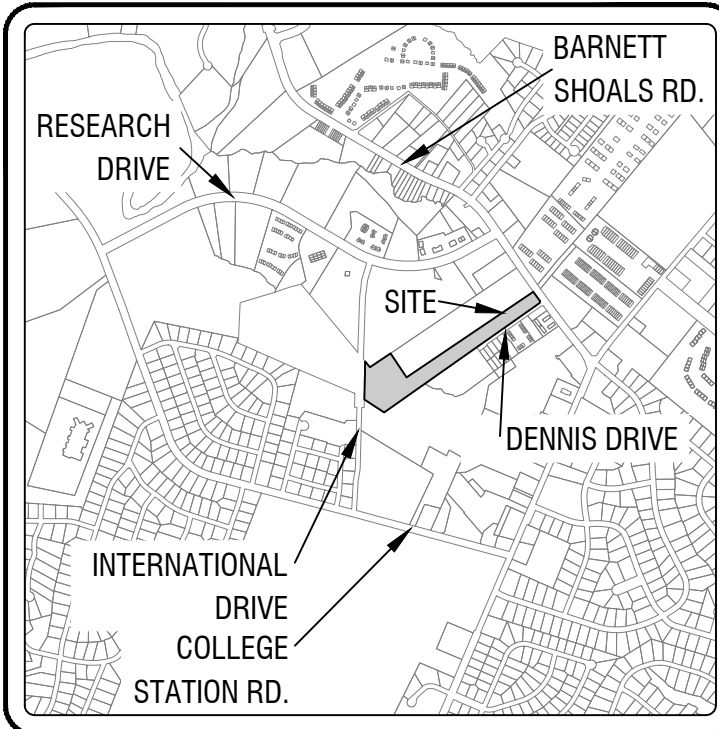 BARNETT
SHOALS RD.
RESEARCH
DRIVE
SITE
DENNIS DRIVE
INTERNATIONAL
DRIVE
COLLEGE
STATION RD.